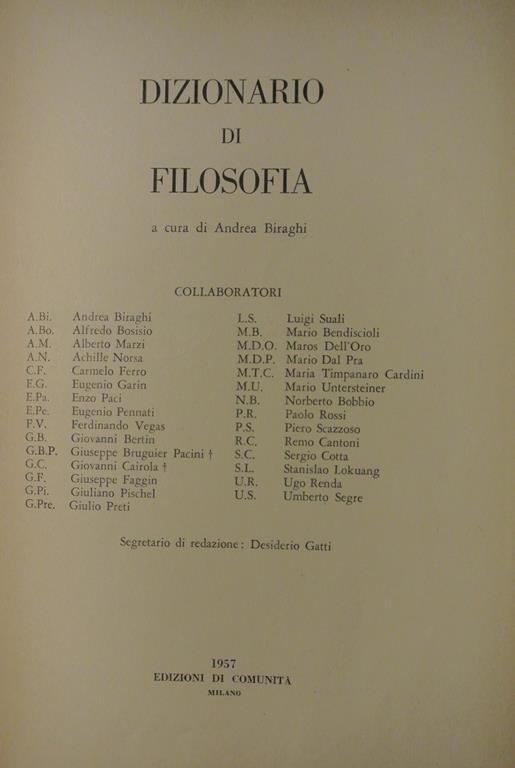 DIZIONARIO
DI
FILOSOFIA
a cura di Andrea Biraghi
COLLABORATORI
A.Bi. Andrea Biraghi
A.Bo. Alfredo Bosisio
A.M. Alberto Marzi
A.N. Achille Norsa
C.F. Carmelo Ferro
E.G. Eugenio Garin
E.Pa. Enzo Paci
E.Pe. Eugenio Pennati
F.V. Ferdinando Vegas
G.B. Giovanni Bertin
G.B.P. Giuseppe Bruguier Pacini †
G.C. Giovanni Cairola †
G.F. Giuseppe Faggin
G.Pi. Giuliano Pischel
G.Pre. Giulio Preti
L.S. Luigi Suali
M.B. Mario Bendiscioli
M.D.O. Maros Dell'Oro
M.D.P. Mario Dal Pra
M.T.C. Maria Timpanaro Cardini
M.U. Mario Untersteiner
N.B. Norberto Bobbio
P.R. Paolo Rossi
P.S. Piero Scazzoso
R.C. Remo Cantoni
S.C. Sergio Cotta
S.L. Stanislao Lokuang
U.R. Ugo Renda
U.S. Umberto Segre
Segretario di redazione: Desiderio Gatti
1957
EDIZIONI DI COMUNITÀ
MILANO